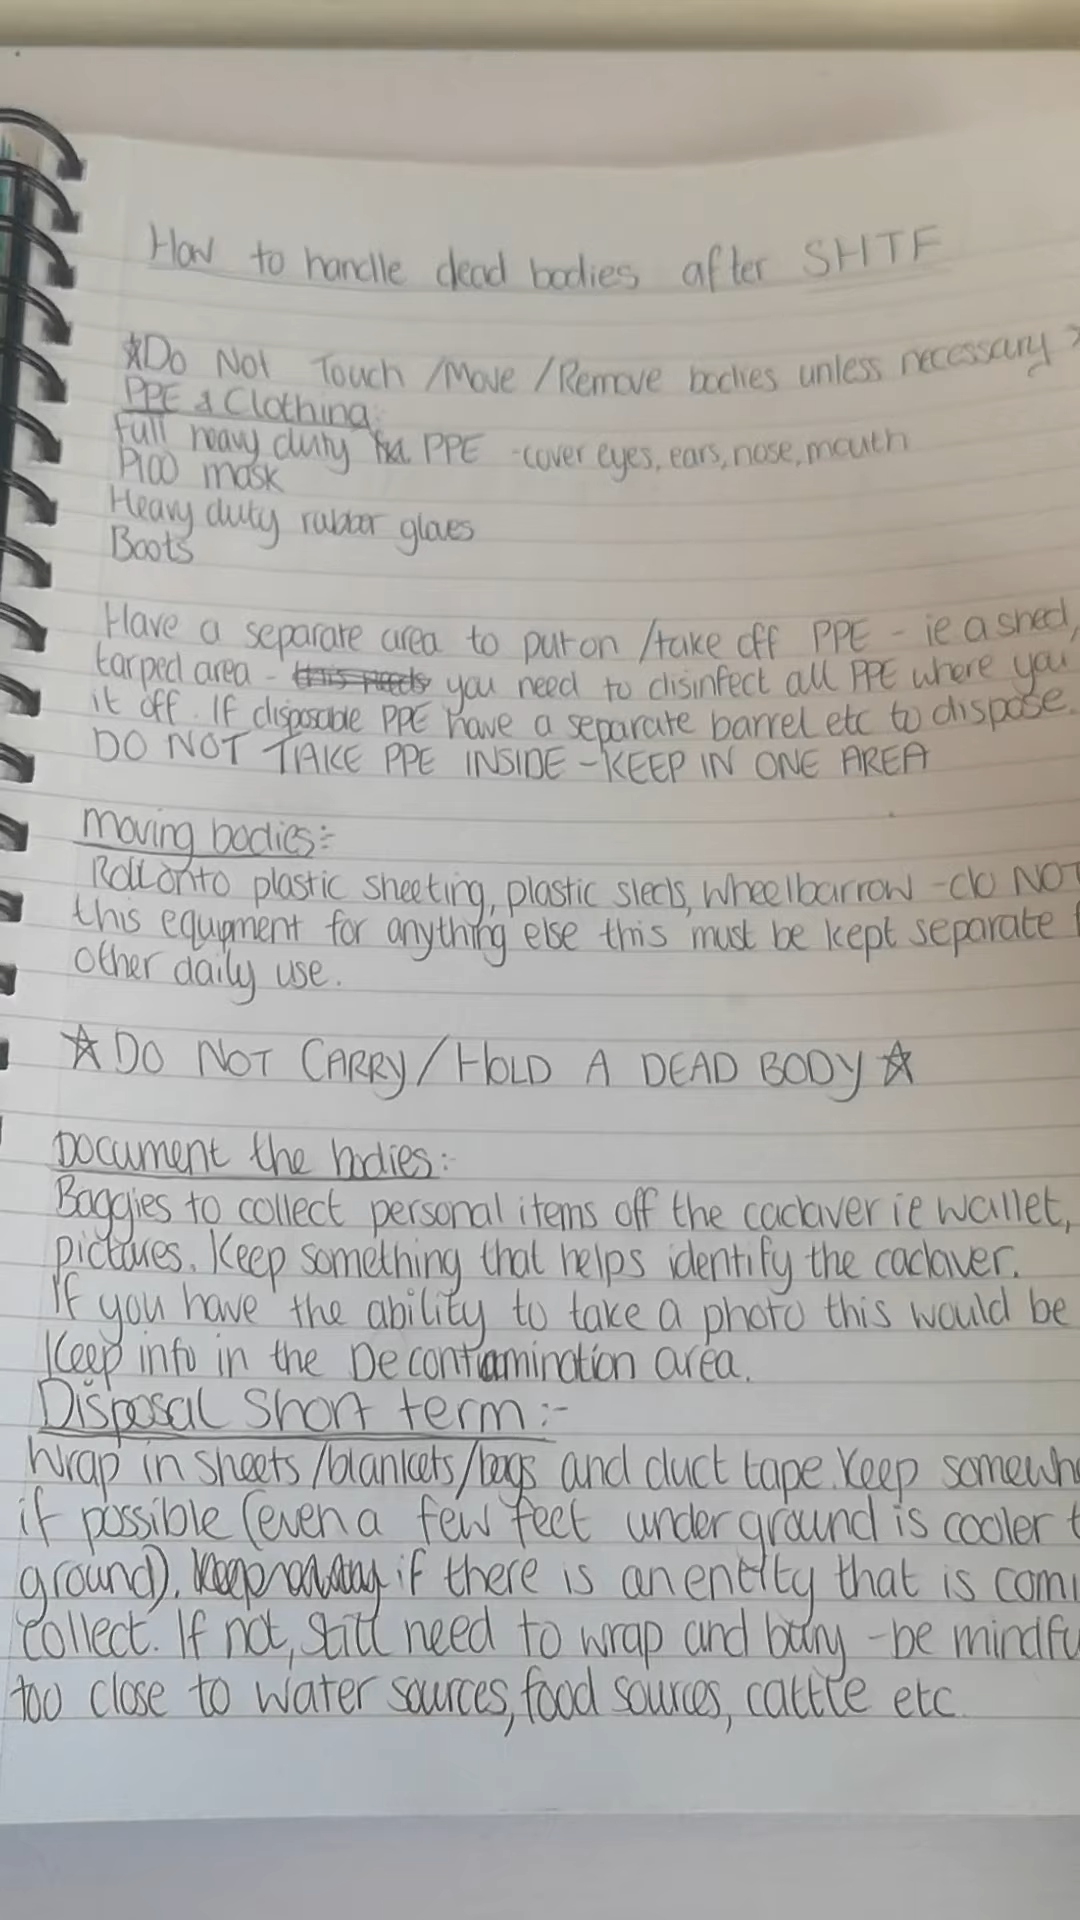 How to handle dead bodies after SHTF
☆Do Not Touch /Move /Remove bodies unless necessary
PPE & Clothing:
Full heavy duty PPE - cover eyes, ears, nose, mouth
P100 mask
Heavy duty rubber gloves
Boots
Have a separate area to put on /take off PPE - ie a shed,
tarped area - you need to disinfect all PPE where you
it off. If disposable PPE have a separate barrel etc to dispose.
DO NOT TAKE PPE INSIDE - KEEP IN ONE AREA
Moving bodies:-
Roll onto plastic sheeting, plastic sleds, wheelbarrow - do NOT
this equipment for anything else this must be kept separate f
other daily use.
☆ DO NOT CARRY/HOLD A DEAD BODY ☆
Document the bodies:-
Baggies to collect personal items off the cadaver ie wallet,
pictures. Keep something that helps identify the cadaver.
If you have the ability to take a photo this would be
Keep info in the Decontamination area.
Disposal short term:-
Wrap in sheets /blankets/bags and duct tape. Keep somewh
if possible (even a few feet underground is cooler t
ground). if there is an entity that is comi
collect. If not, still need to wrap and bury - be mindfu
too close to water sources, food sources, cattle etc